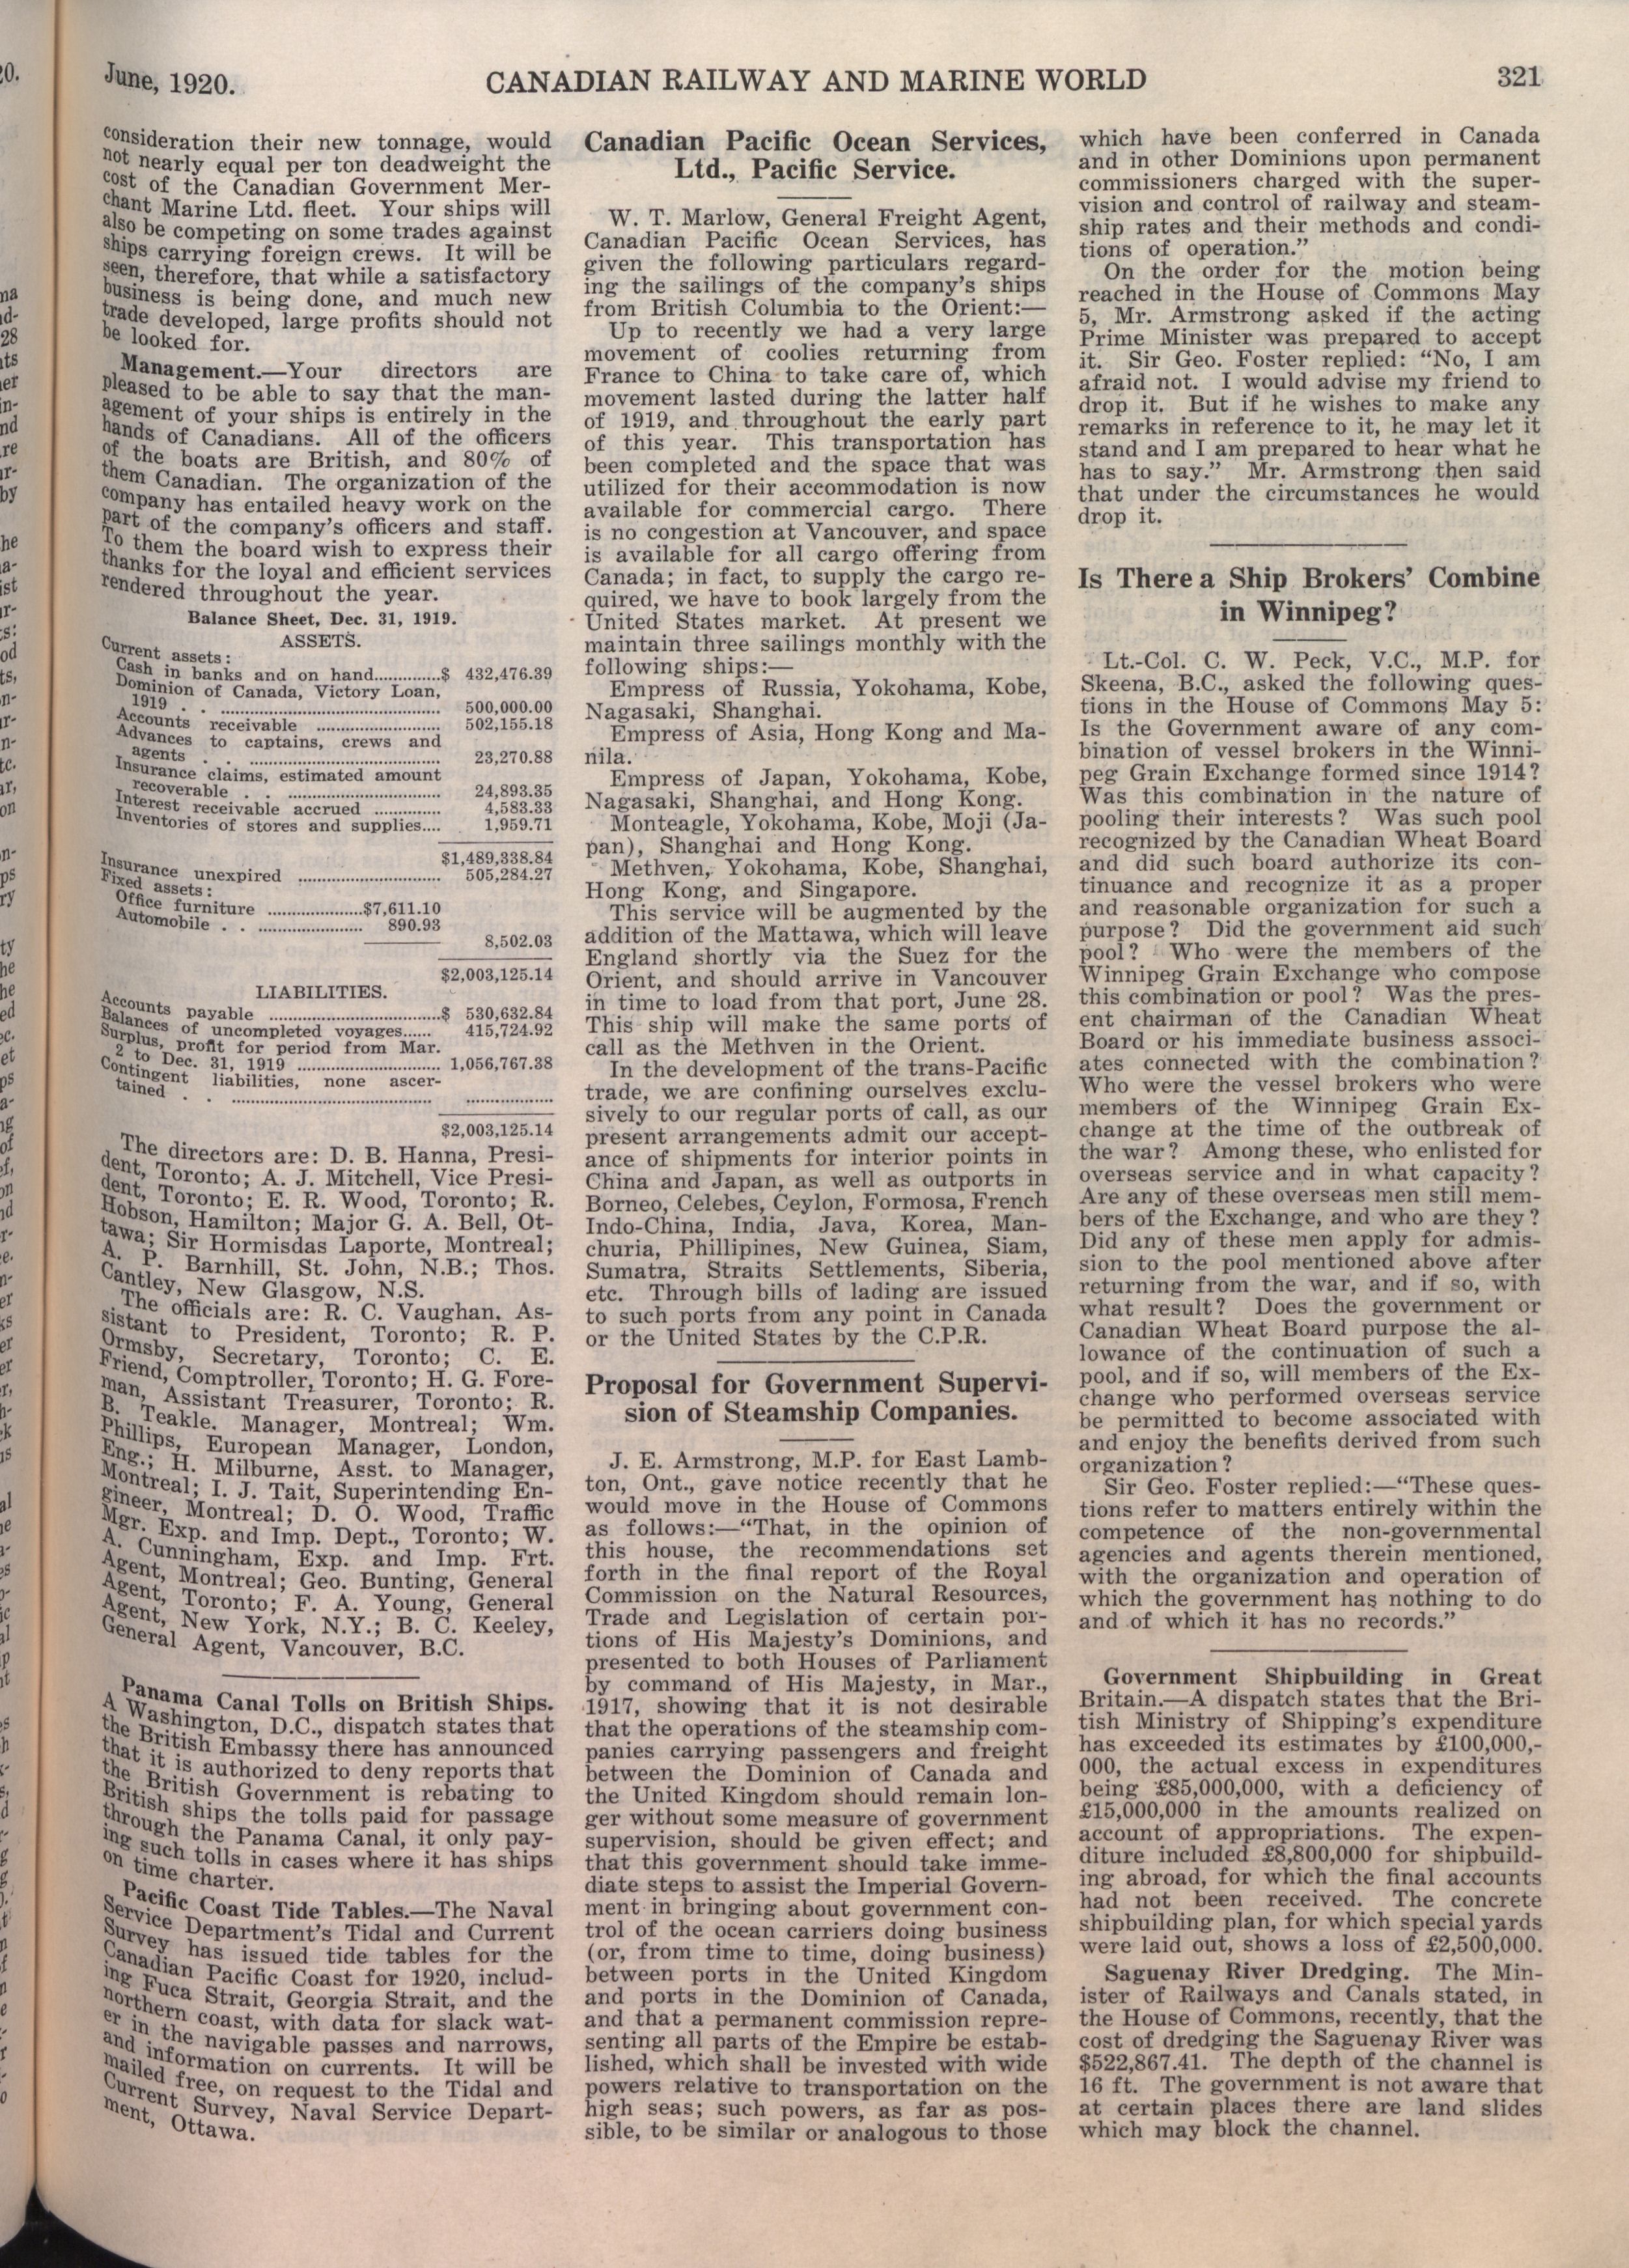 June, 1920.
CANADIAN RAILWAY AND MARINE WORLD
321
consideration their new tonnage, would
not nearly equal per ton deadweight the
cost of the Canadian Government Mer-
chant Marine Ltd. fleet. Your ships will
also be competing on some trades against
ships carrying foreign crews. It will be
seen, therefore, that while a satisfactory
business is being done, and much new
trade developed, large profits should not
be looked for.
Management.—Your directors are
pleased to be able to say that the man-
agement of your ships is entirely in the
hands of Canadians. All of the officers
of the boats are British, and 80% of
them Canadian. The organization of the
company has entailed heavy work on the
part of the company's officers and staff.
To them the board wish to express their
thanks for the loyal and efficient services
rendered throughout the year.
Balance Sheet, Dec. 31, 1919.
ASSETS.
Current assets:
Cash in banks and on hand.............$ 432,476.39
Dominion of Canada, Victory Loan,
1919 . . ............................................ 500,000.00
Accounts receivable ......................... 502,155.18
Advances to captains, crews and
agents . . ......................................... 23,270.88
Insurance claims, estimated amount
recoverable . . ................................. 24,893.35
Interest receivable accrued .............. 4,583.33
Inventories of stores and supplies.... 1,959.71
$1,489,338.84
Insurance unexpired ............................. 505,284.27
Fixed assets:
Office furniture ....................$7,611.10
Automobile . . ...................... 890.93
8,502.03
$2,003,125.14
LIABILITIES.
Accounts payable ...................................$ 530,632.84
Balances of uncompleted voyages...... 415,724.92
Surplus, profit for period from Mar.
2 to Dec. 31, 1919 ............................. 1,056,767.38
Contingent liabilities, none ascer-
tained . . .......................................... ..................
$2,003,125.14
The directors are: D. B. Hanna, Presi-
dent, Toronto; A. J. Mitchell, Vice Presi-
dent, Toronto; E. R. Wood, Toronto; R.
Hobson, Hamilton; Major G. A. Bell, Ot-
tawa; Sir Hormisdas Laporte, Montreal;
A. P. Barnhill, St. John, N.B.; Thos.
Cantley, New Glasgow, N.S.
The officials are: R. C. Vaughan, As-
sistant to President, Toronto; R. P.
Ormsby, Secretary, Toronto; C. E.
Friend, Comptroller, Toronto; H. G. Fore-
man, Assistant Treasurer, Toronto; R.
B. Teakle, Manager, Montreal; Wm.
Phillips, European Manager, London,
Eng.; H. Milburne, Asst. to Manager,
Montreal; I. J. Tait, Superintending En-
gineer, Montreal; D. O. Wood, Traffic
Mgr. Exp. and Imp. Dept., Toronto; W.
A. Cunningham, Exp. and Imp. Frt.
Agent, Montreal; Geo. Bunting, General
Agent, Toronto; F. A. Young, General
Agent, New York, N.Y.; B. C. Keeley,
General Agent, Vancouver, B.C.
Panama Canal Tolls on British Ships.
A Washington, D.C., dispatch states that
the British Embassy there has announced
that it is authorized to deny reports that
the British Government is rebating to
British ships the tolls paid for passage
through the Panama Canal, it only pay-
ing such tolls in cases where it has ships
on time charter.
Pacific Coast Tide Tables.—The Naval
Service Department's Tidal and Current
Survey has issued tide tables for the
Canadian Pacific Coast for 1920, includ-
ing Fuca Strait, Georgia Strait, and the
northern coast, with data for slack wat-
er in the navigable passes and narrows,
and information on currents. It will be
mailed free, on request to the Tidal and
Current Survey, Naval Service Depart-
ment, Ottawa.
Canadian Pacific Ocean Services,
Ltd., Pacific Service.
W. T. Marlow, General Freight Agent,
Canadian Pacific Ocean Services, has
given the following particulars regard-
ing the sailings of the company's ships
from British Columbia to the Orient:—
Up to recently we had a very large
movement of coolies returning from
France to China to take care of, which
movement lasted during the latter half
of 1919, and throughout the early part
of this year. This transportation has
been completed and the space that was
utilized for their accommodation is now
available for commercial cargo. There
is no congestion at Vancouver, and space
is available for all cargo offering from
Canada; in fact, to supply the cargo re-
quired, we have to book largely from the
United States market. At present we
maintain three sailings monthly with the
following ships:—
Empress of Russia, Yokohama, Kobe,
Nagasaki, Shanghai.
Empress of Asia, Hong Kong and Ma-
nila.
Empress of Japan, Yokohama, Kobe,
Nagasaki, Shanghai, and Hong Kong.
Monteagle, Yokohama, Kobe, Moji (Ja-
pan), Shanghai and Hong Kong.
Methven, Yokohama, Kobe, Shanghai,
Hong Kong, and Singapore.
This service will be augmented by the
addition of the Mattawa, which will leave
England shortly via the Suez for the
Orient, and should arrive in Vancouver
in time to load from that port, June 28.
This ship will make the same ports of
call as the Methven in the Orient.
In the development of the trans-Pacific
trade, we are confining ourselves exclu-
sively to our regular ports of call, as our
present arrangements admit our accept-
ance of shipments for interior points in
China and Japan, as well as outports in
Borneo, Celebes, Ceylon, Formosa, French
Indo-China, India, Java, Korea, Man-
churia, Phillipines, New Guinea, Siam,
Sumatra, Straits Settlements, Siberia,
etc. Through bills of lading are issued
to such ports from any point in Canada
or the United States by the C.P.R.
Proposal for Government Supervi-
sion of Steamship Companies.
J. E. Armstrong, M.P. for East Lamb-
ton, Ont., gave notice recently that he
would move in the House of Commons
as follows:—"That, in the opinion of
this house, the recommendations set
forth in the final report of the Royal
Commission on the Natural Resources,
Trade and Legislation of certain por-
tions of His Majesty's Dominions, and
presented to both Houses of Parliament
by command of His Majesty, in Mar.,
1917, showing that it is not desirable
that the operations of the steamship com-
panies carrying passengers and freight
between the Dominion of Canada and
the United Kingdom should remain lon-
ger without some measure of government
supervision, should be given effect; and
that this government should take imme-
diate steps to assist the Imperial Govern-
ment in bringing about government con-
trol of the ocean carriers doing business
(or, from time to time, doing business)
between ports in the United Kingdom
and ports in the Dominion of Canada,
and that a permanent commission repre-
senting all parts of the Empire be estab-
lished, which shall be invested with wide
powers relative to transportation on the
high seas; such powers, as far as pos-
sible, to be similar or analogous to those
which have been conferred in Canada
and in other Dominions upon permanent
commissioners charged with the super-
vision and control of railway and steam-
ship rates and their methods and condi-
tions of operation."
On the order for the motion being
reached in the House of Commons May
5, Mr. Armstrong asked if the acting
Prime Minister was prepared to accept
it. Sir Geo. Foster replied: "No, I am
afraid not. I would advise my friend to
drop it. But if he wishes to make any
remarks in reference to it, he may let it
stand and I am prepared to hear what he
has to say." Mr. Armstrong then said
that under the circumstances he would
drop it.
Is There a Ship Brokers' Combine
in Winnipeg?
Lt.-Col. C. W. Peck, V.C., M.P. for
Skeena, B.C., asked the following ques-
tions in the House of Commons May 5:
Is the Government aware of any com-
bination of vessel brokers in the Winni-
peg Grain Exchange formed since 1914?
Was this combination in the nature of
pooling their interests? Was such pool
recognized by the Canadian Wheat Board
and did such board authorize its con-
tinuance and recognize it as a proper
and reasonable organization for such a
purpose? Did the government aid such
pool? Who were the members of the
Winnipeg Grain Exchange who compose
this combination or pool? Was the pres-
ent chairman of the Canadian Wheat
Board or his immediate business associ-
ates connected with the combination?
Who were the vessel brokers who were
members of the Winnipeg Grain Ex-
change at the time of the outbreak of
the war? Among these, who enlisted for
overseas service and in what capacity?
Are any of these overseas men still mem-
bers of the Exchange, and who are they?
Did any of these men apply for admis-
sion to the pool mentioned above after
returning from the war, and if so, with
what result? Does the government or
Canadian Wheat Board purpose the al-
lowance of the continuation of such a
pool, and if so, will members of the Ex-
change who performed overseas service
be permitted to become associated with
and enjoy the benefits derived from such
organization?
Sir Geo. Foster replied:—"These ques-
tions refer to matters entirely within the
competence of the non-governmental
agencies and agents therein mentioned,
with the organization and operation of
which the government has nothing to do
and of which it has no records."
Government Shipbuilding in Great
Britain.—A dispatch states that the Bri-
tish Ministry of Shipping's expenditure
has exceeded its estimates by £100,000,-
000, the actual excess in expenditures
being £85,000,000, with a deficiency of
£15,000,000 in the amounts realized on
account of appropriations. The expen-
diture included £8,800,000 for shipbuild-
ing abroad, for which the final accounts
had not been received. The concrete
shipbuilding plan, for which special yards
were laid out, shows a loss of £2,500,000.
Saguenay River Dredging. The Min-
ister of Railways and Canals stated, in
the House of Commons, recently, that the
cost of dredging the Saguenay River was
$522,867.41. The depth of the channel is
16 ft. The government is not aware that
at certain places there are land slides
which may block the channel.